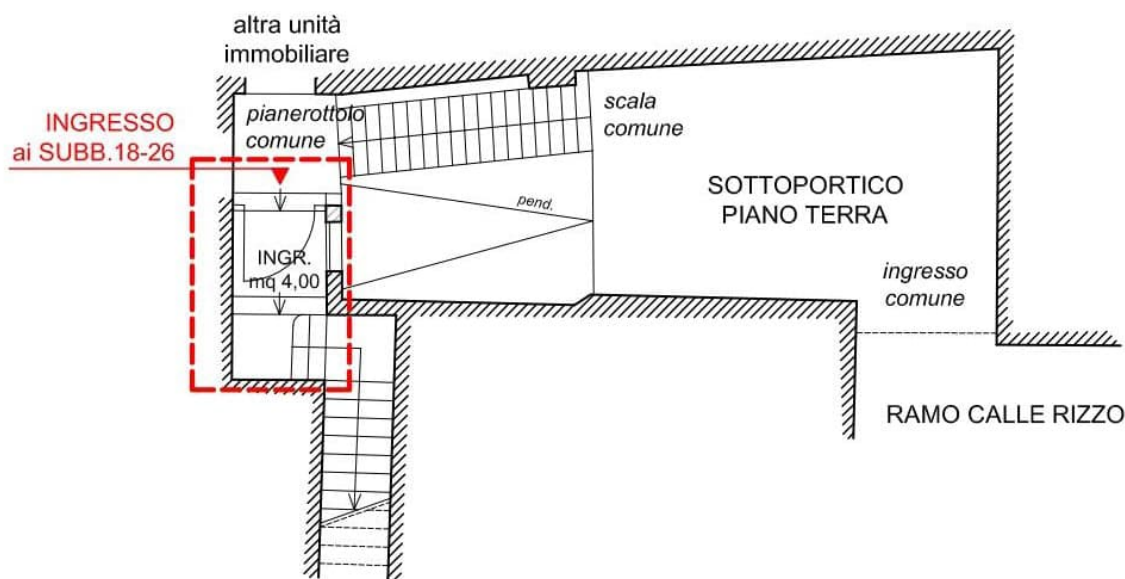 altra unità
immobiliare
INGRESSO
ai SUBB.18-26
pianerottolo
comune
scala
comune
SOTTOPORTICO
PIANO TERRA
pend.
INGR.
mq 4,00
ingresso
comune
RAMO CALLE RIZZO